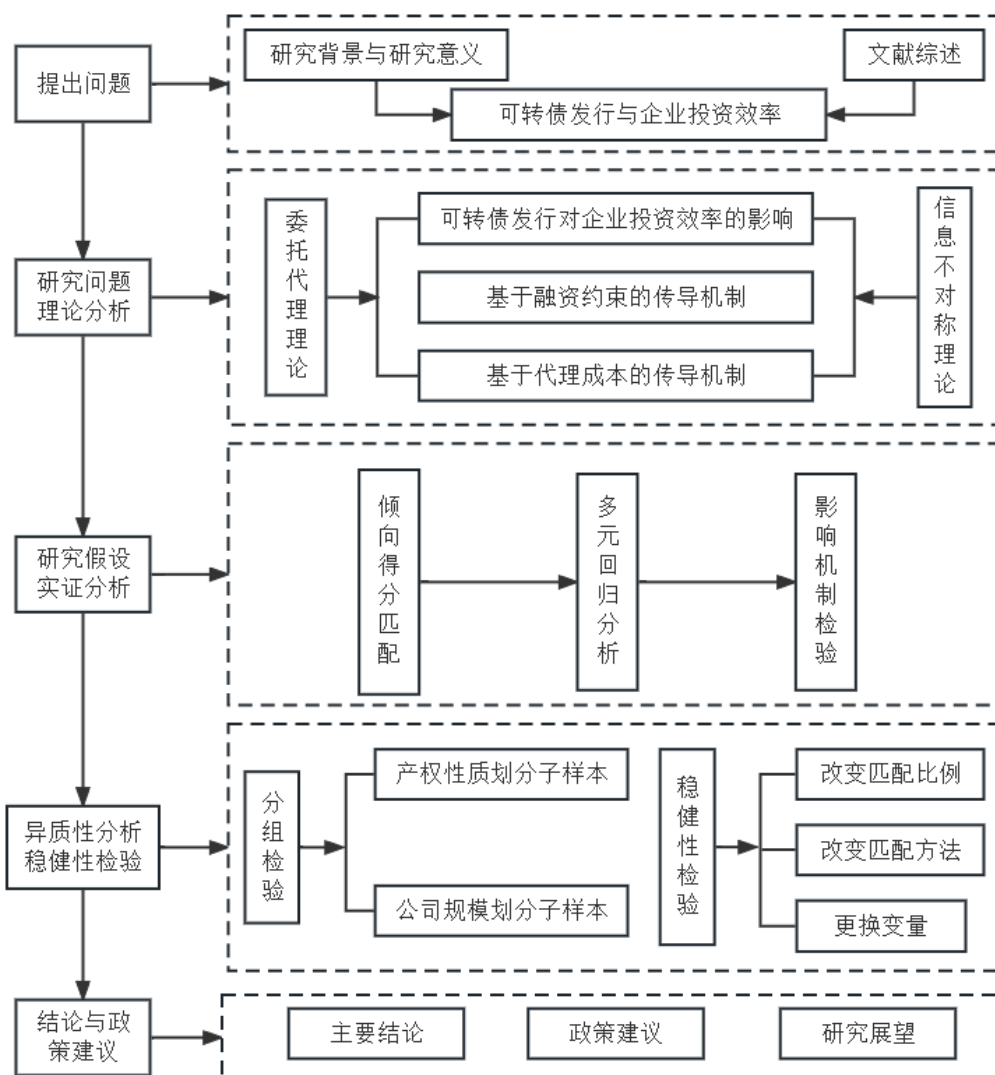 提出问题
研究背景与研究意义
文献综述
可转债发行与企业投资效率
研究问题
理论分析
委托代理理论
可转债发行对企业投资效率的影响
基于融资约束的传导机制
基于代理成本的传导机制
信息不对称理论
研究假设
实证分析
倾向得分匹配
多元回归分析
影响机制检验
异质性分析
稳健性检验
分组检验
产权性质划分子样本
公司规模划分子样本
稳健性检验
改变匹配比例
改变匹配方法
更换变量
结论与政
策建议
主要结论
政策建议
研究展望